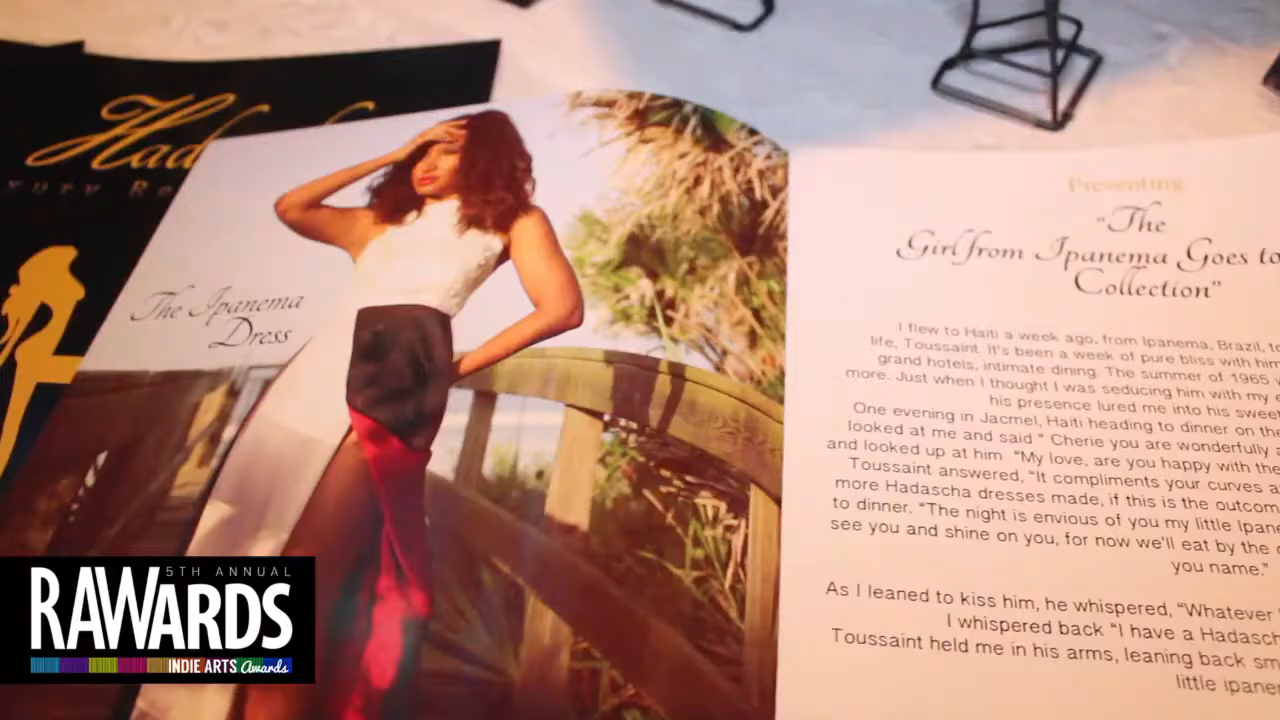 Had
The Ipanema
Dress
Presenting
"The
Girl from Ipanema Goes to
Collection"
I flew to Haiti a week ago, from Ipanema, Brazil, to
life, Toussaint. It's been a week of pure bliss with him
grand hotels, intimate dining. The summer of 1965
more. Just when I thought I was seducing him with my
his presence lured me into his
One evening in Jacmel, Haiti heading to dinner on the
looked at me and said " Cherie you are wonderfully
and looked up at him. "My love, are you happy with the
Toussaint answered, "It compliments your curves
more Hadascha dresses made, if this is the
to dinner. "The night is envious of you my little
see you and shine on you, for now we'll eat by the
you name."
As I leaned to kiss him, he whispered, "Whatever
I whispered back "I have a
Toussaint held me in his arms, leaning back
little
5TH ANNUAL
RAWARDS
INDIE ARTS Awards